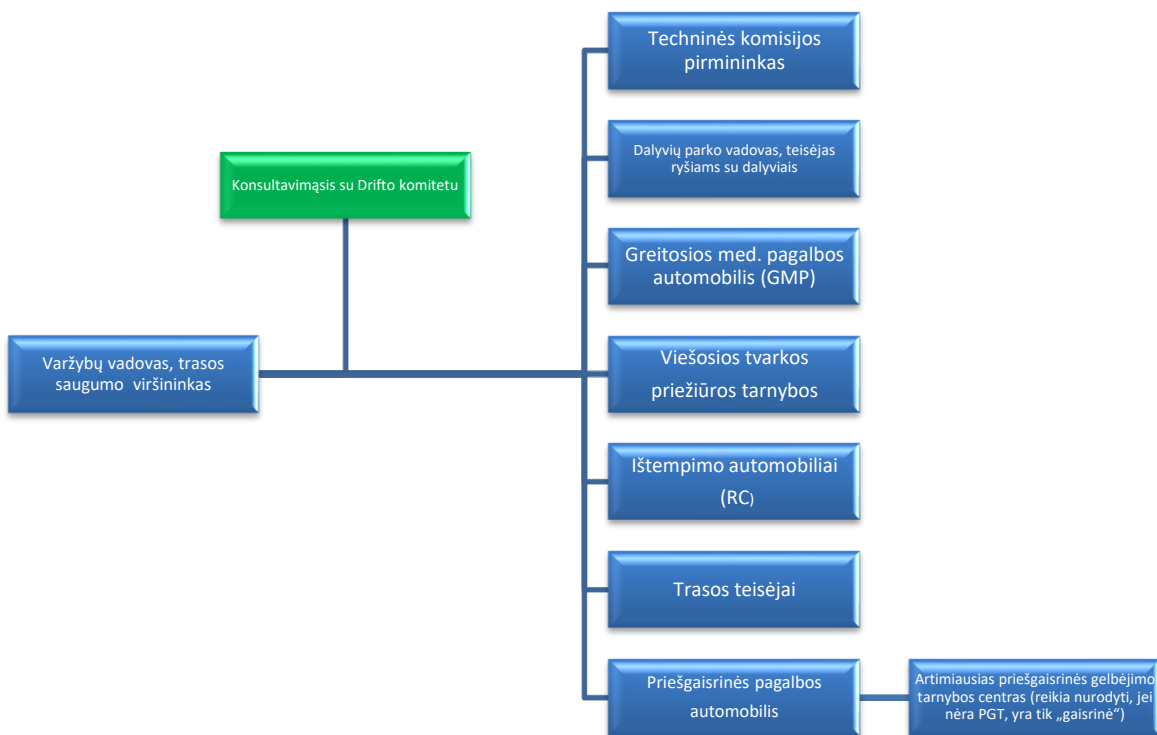 Techninės komisijos
pirmininkas
Dalyvių parko vadovas, teisėjas
ryšiams su dalyviais
Konsultavimąsis su Drifto komitetu
Greitosios med. pagalbos
automobilis (GMP)
Varžybų vadovas, trasos
saugumo viršininkas
Viešosios tvarkos
priežiūros tarnybos
Ištempimo automobiliai
(RC)
Trasos teisėjai
Priešgaisrinės pagalbos
automobilis
Artimiausias priešgaisrinės gelbėjimo
tarnybos centras (reikia nurodyti, jei
nėra PGT, yra tik „gaisrinė“)